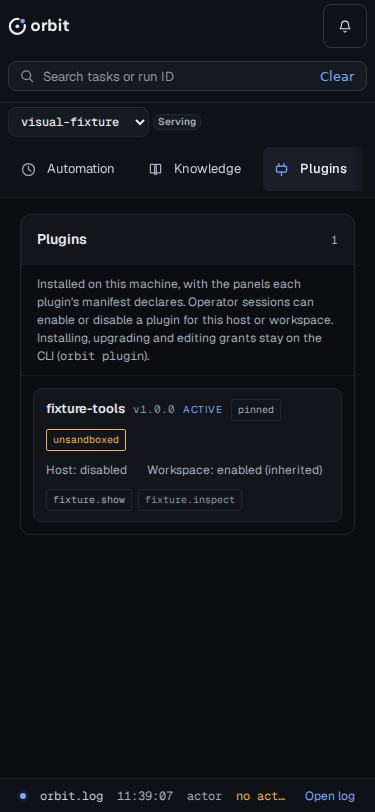 orbit
Search tasks or run ID Clear
visual-fixture Serving
Automation Knowledge Plugins
Plugins 1
Installed on this machine, with the panels each
plugin's manifest declares. Operator sessions can
enable or disable a plugin for this host or workspace.
Installing, upgrading and editing grants stay on the
CLI (orbit plugin).
fixture-tools v1.0.0 ACTIVE pinned
unsandboxed
Host: disabled Workspace: enabled (inherited)
fixture.show fixture.inspect
orbit.log 11:39:07 actor no act… Open log